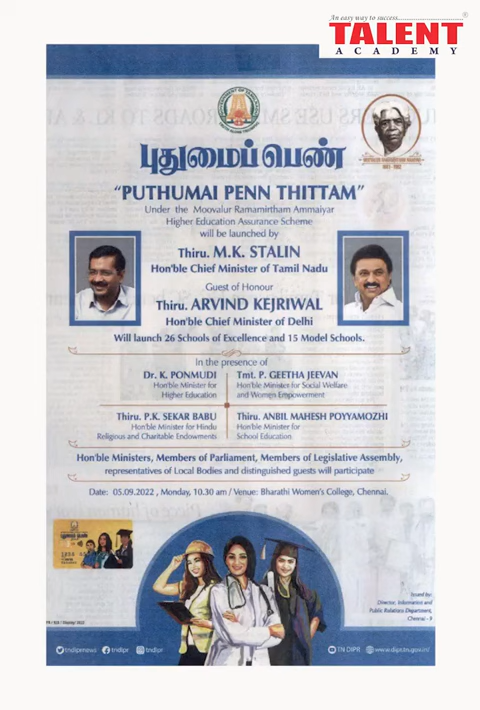 An easy way to success
TALENT
ACADEMY
புதுமைப் பெண்
"PUTHUMAI PENN THITTAM"
Under the Moovalur Ramamirtham Ammaiyar
Higher Education Assurance Scheme
will be launched by
Thiru. M.K. STALIN
Hon'ble Chief Minister of Tamil Nadu
Guest of Honour
Thiru. ARVIND KEJRIWAL
Hon'ble Chief Minister of Delhi
Will launch 26 Schools of Excellence and 15 Model Schools.
In the presence of
Dr. K. PONMUDI
Hon'ble Minister for
Higher Education
Tmt. P. GEETHA JEEVAN
Hon'ble Minister for Social Welfare
and Women Empowerment
Thiru. P.K. SEKAR BABU
Hon'ble Minister for Hindu
Religious and Charitable Endowments
Thiru. ANBIL MAHESH POYYAMOZHI
Hon'ble Minister for
School Education
Hon'ble Ministers, Members of Parliament, Members of Legislative Assembly,
representatives of Local Bodies and distinguished guests will participate
Date: 05.09.2022 , Monday, 10.30 am / Venue: Bharathi Women's College, Chennai.
புதுமைப் பெண்
Issued by:
Director, Information and
Public Relations Department,
Chennai - 9
tndiprnews tndipr tndipr TN DIPR www.dipr.tn.gov.in/